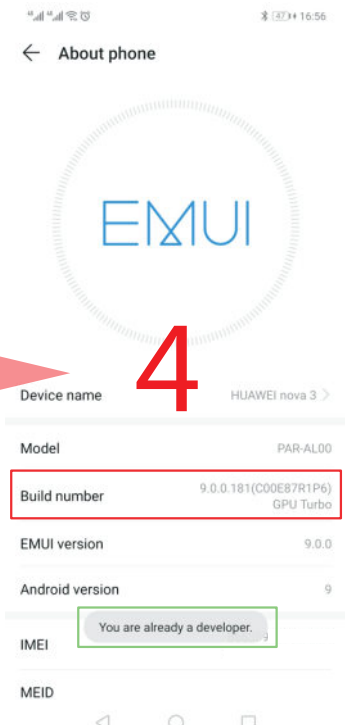 47 16:56
About phone
EMUI
4
Device name HUAWEI nova 3
Model PAR-AL00
Build number 9.0.0.181(C00E87R1P6)
GPU Turbo
EMUI version 9.0.0
Android version 9
You are already a developer.
IMEI
MEID